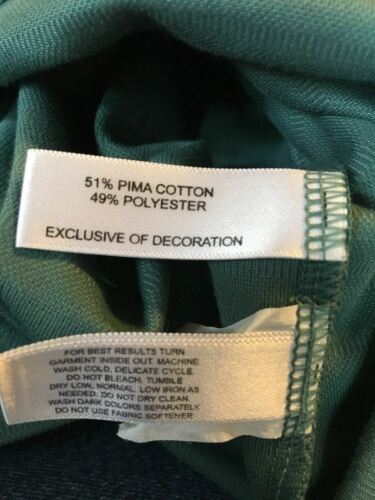 51% PIMA COTTON
49% POLYESTER
EXCLUSIVE OF DECORATION
FOR BEST RESULTS TURN
GARMENT INSIDE OUT. MACHINE
WASH COLD, DELICATE CYCLE.
DO NOT BLEACH. TUMBLE
DRY LOW, NORMAL. LOW IRON AS
NEEDED. DO NOT DRY CLEAN.
WASH DARK COLORS SEPARATELY.
DO NOT USE FABRIC SOFTENER